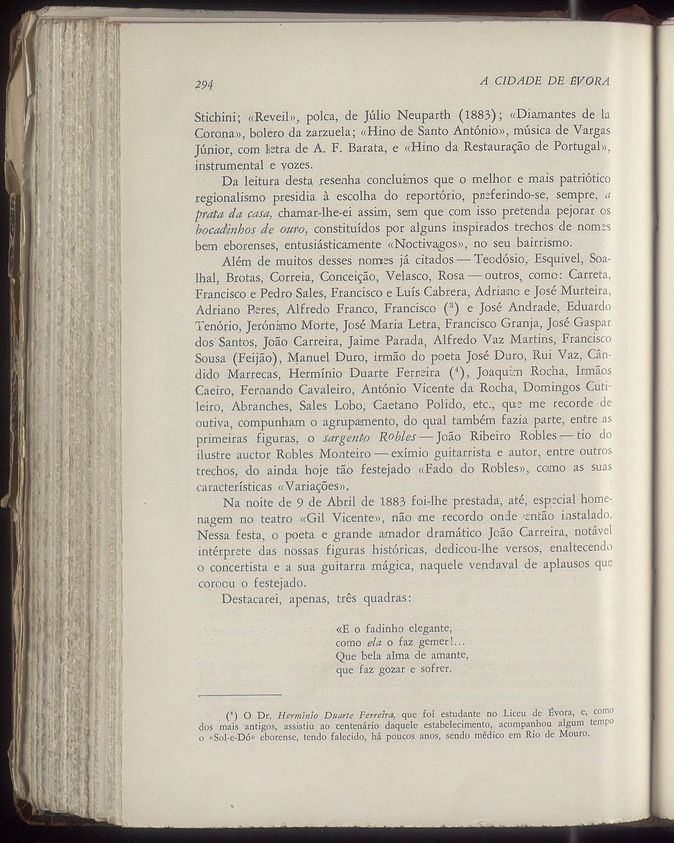 294
A CIDADE DE ÉVORA
Stichini; «Reveil», polca, de Júlio Neuparth (1883); «Diamantes de la
Corona», bolero da zarzuela; «Hino de Santo António», música de Vargas
Júnior, com letra de A. F. Barata, e «Hino da Restauração de Portugal»,
instrumental e vozes.
Da leitura desta resenha concluímos que o melhor e mais patriótico
regionalismo presidia à escolha do reportório, preferindo-se, sempre, a
prata da casa, chamar-lhe-ei assim, sem que com isso pretenda pejorar os
bocadinhos de ouro, constituídos por alguns inspirados trechos de nomes
bem eborenses, entusiásticamente «Noctivagos», no seu bairrismo.
Além de muitos desses nomes já citados — Teodósio, Esquivel, Soa-
lhal, Brotas, Correia, Conceição, Velasco, Rosa — outros, como: Carreta,
Francisco e Pedro Sales, Francisco e Luís Cabrera, Adriano e José Murteira,
Adriano Peres, Alfredo Franco, Francisco (³) e José Andrade, Eduardo
Tenório, Jerónimo Morte, José Maria Letra, Francisco Granja, José Gaspar
dos Santos, João Carreira, Jaime Parada, Alfredo Vaz Martins, Francisco
Sousa (Feijão), Manuel Duro, irmão do poeta José Duro, Rui Vaz, Cân-
dido Marrecas, Hermínio Duarte Ferreira (⁴), Joaquim Rocha, Irmãos
Caeiro, Fernando Cavaleiro, António Vicente da Rocha, Domingos Cuti-
leiro, Abranches, Sales Lobo, Caetano Polido, etc., que me recorde de
outiva, compunham o agrupamento, do qual também fazia parte, entre as
primeiras figuras, o sargento Robles — João Ribeiro Robles — tio do
ilustre auctor Robles Monteiro — exímio guitarrista e autor, entre outros
trechos, do ainda hoje tão festejado «Fado do Robles», como as suas
características «Variações».
Na noite de 9 de Abril de 1883 foi-lhe prestada, até, especial home-
nagem no teatro «Gil Vicente», não me recordo onde então instalado.
Nessa festa, o poeta e grande amador dramático João Carreira, notável
intérprete das nossas figuras históricas, dedicou-lhe versos, enaltecendo
o concertista e a sua guitarra mágica, naquele vendaval de aplausos que
coroou o festejado.
Destacarei, apenas, três quadras:
«E o fadinho elegante,
como ela o faz gemer!...
Que bela alma de amante,
que faz gozar e sofrer.
(⁴) O Dr. Hermínio Duarte Ferreira, que foi estudante no Liceu de Évora, e, como
dos mais antigos, assistiu ao centenário daquele estabelecimento, acompanhou algum tempo
o «Sol-e-Dó» eborense, tendo falecido, há poucos anos, sendo médico em Rio de Mouro.